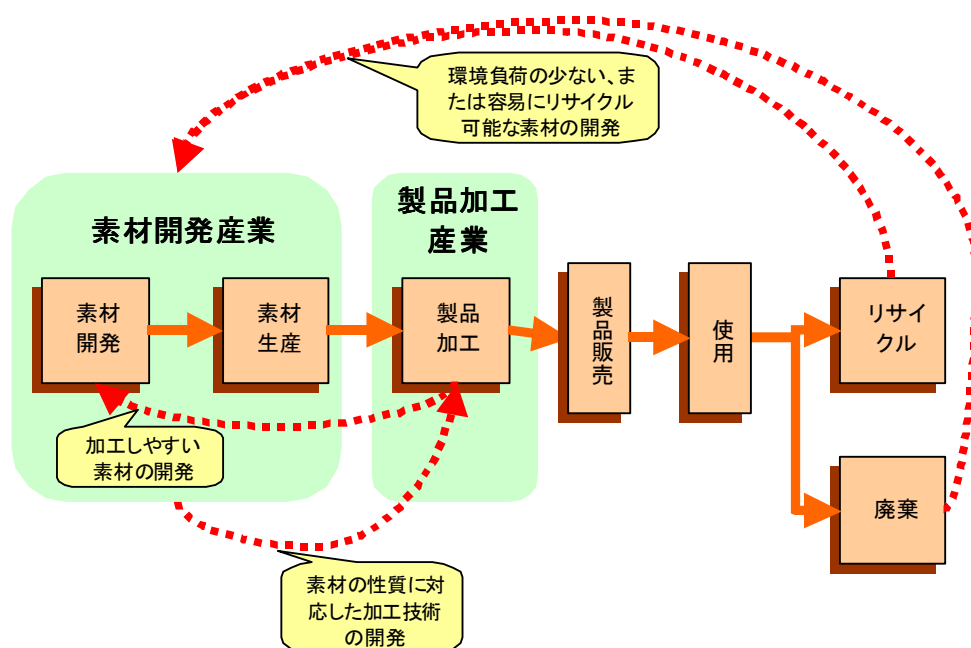 環境負荷の少ない、ま
たは容易にリサイクル
可能な素材の開発
素材開発産業
製品加工
産業
素材
開発
素材
生産
製品
加工
製品販売
使用
リサイ
クル
加工しやすい
素材の開発
廃棄
素材の性質に対
応した加工技術
の開発